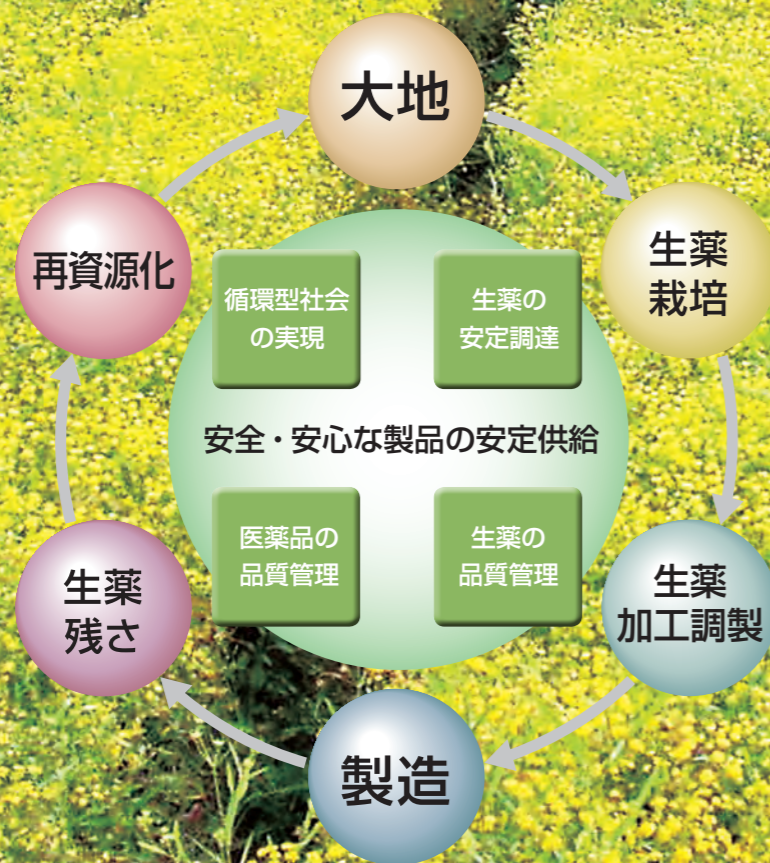 大地
生薬
栽培
生薬
加工調製
製造
生薬
残さ
再資源化
循環型社会
の実現
生薬の
安定調達
安全・安心な製品の安定供給
医薬品の
品質管理
生薬の
品質管理